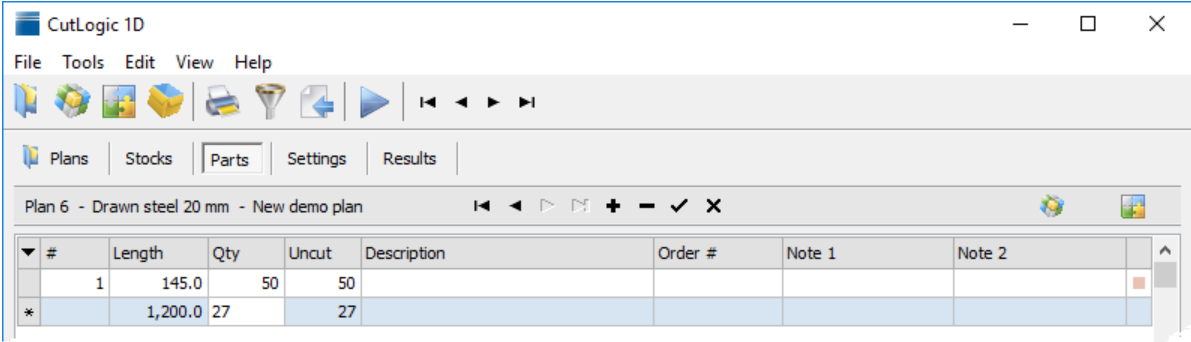 CutLogic 1D
File Tools Edit View Help
Plans Stocks Parts Settings Results
Plan 6 - Drawn steel 20 mm - New demo plan
# Length Qty Uncut Description Order # Note 1 Note 2
1 145.0 50 50
* 1,200.0 27 27